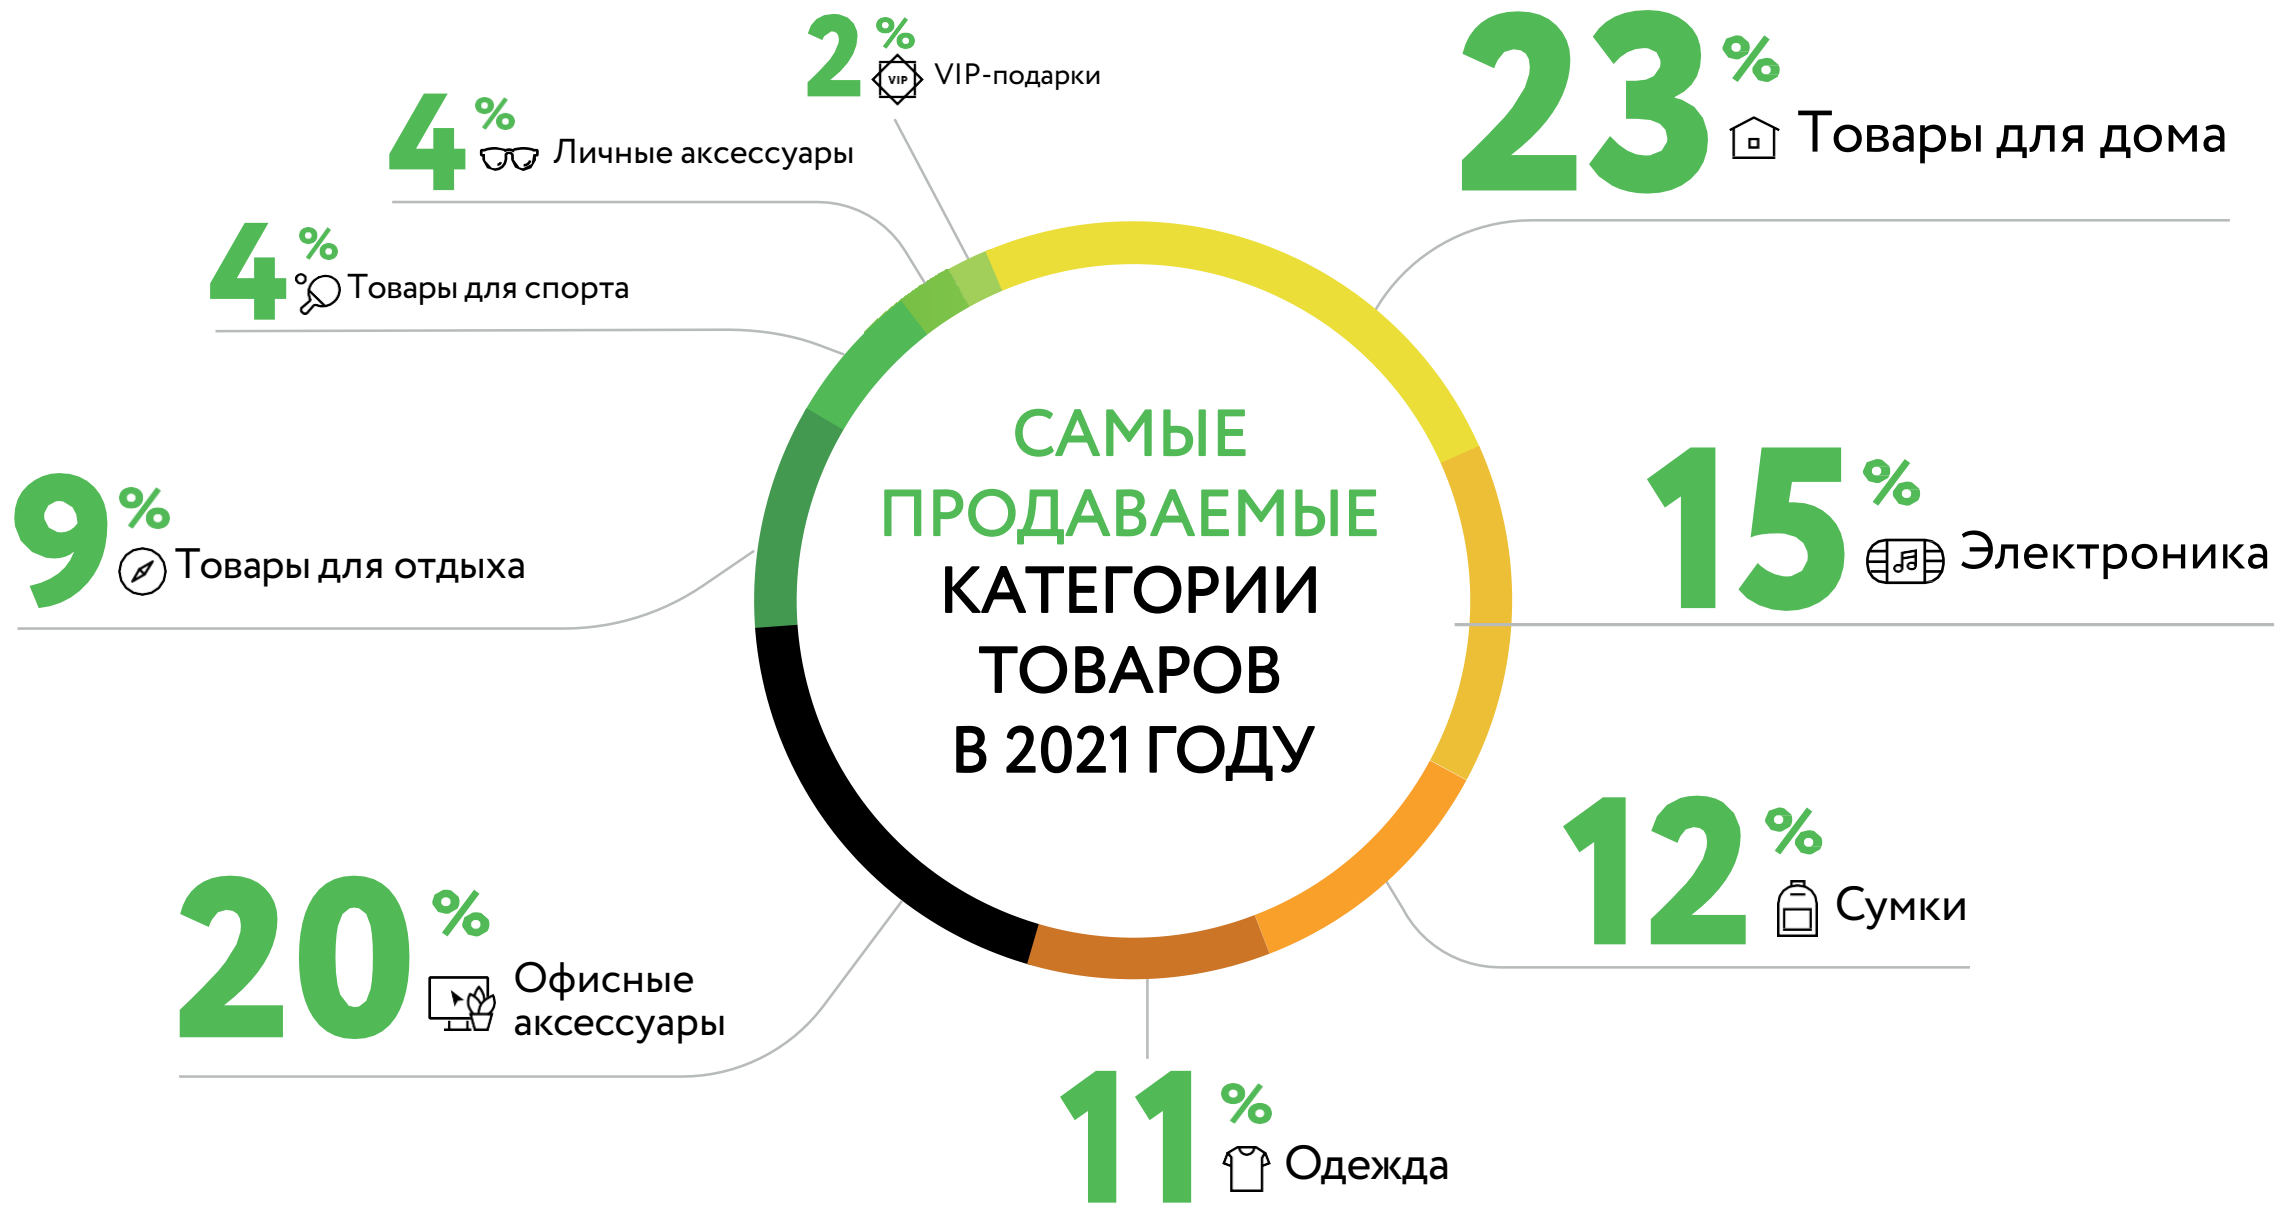 2%
VIP
VIP-подарки
23%
Товары для дома
4%
Личные аксессуары
4%
Товары для спорта
САМЫЕ
ПРОДАВАЕМЫЕ
КАТЕГОРИИ
ТОВАРОВ
В 2021 ГОДУ
15%
Электроника
9%
Товары для отдыха
12%
Сумки
20%
Офисные
аксессуары
11%
Одежда